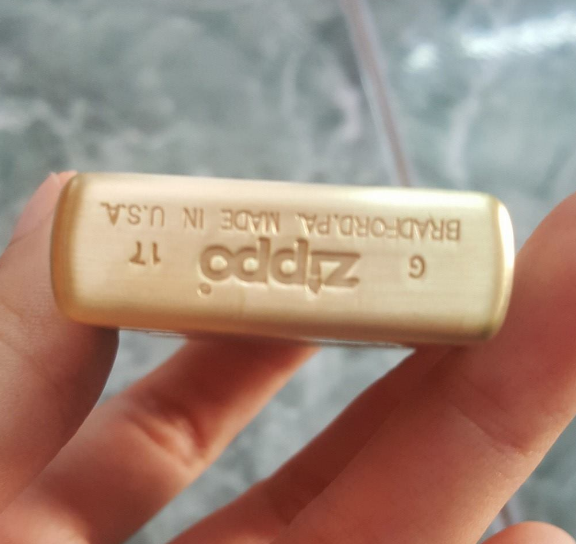 G zippo® 17
BRADFORD.PA. MADE IN U.S.A.